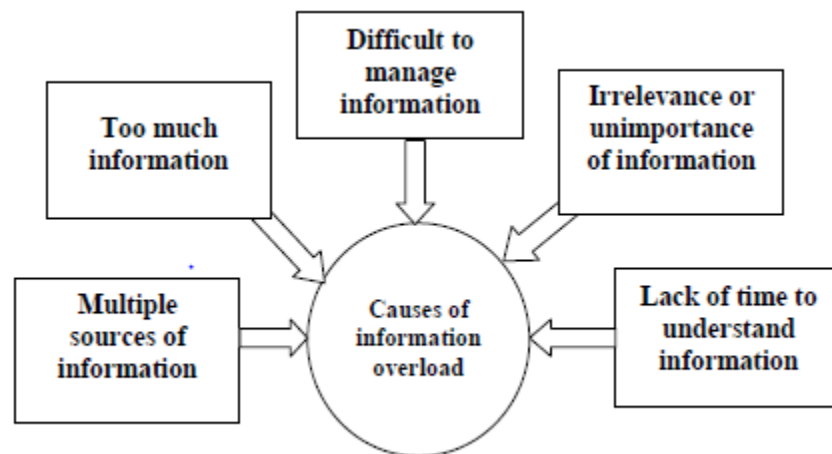 Difficult to
manage
information
Too much
information
Irrelevance or
unimportance
of information
Multiple
sources of
information
Causes of
information
overload
Lack of time to
understand
information